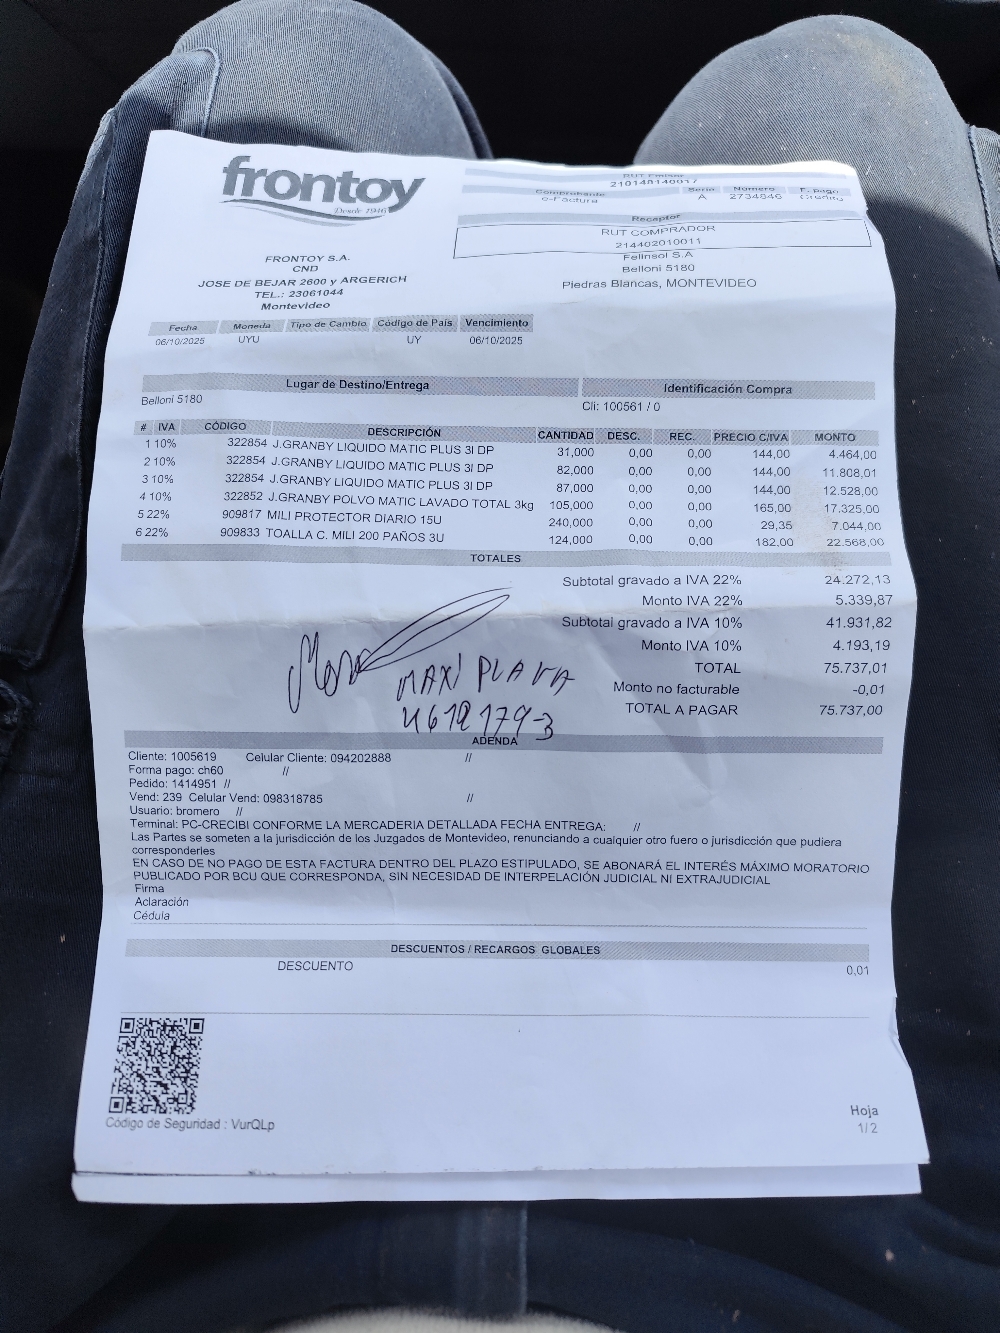 frontoy
Desde 1946
FRONTOY S.A.
CND
JOSE DE BEJAR 2600 y ARGERICH
TEL.: 23061044
Montevideo
RUT Emisor
210148140017
Comprobante Serie Número F. pago
e-Factura A 2734846 Crédito
Receptor
RUT COMPRADOR
214402010011
Felinsol S.A
Belloni 5180
Piedras Blancas, MONTEVIDEO
Fecha Moneda Tipo de Cambio Código de País Vencimiento
06/10/2025 UYU UY 06/10/2025
Lugar de Destino/Entrega Identificación Compra
Belloni 5180 Cli: 100561 / 0
# IVA CÓDIGO DESCRIPCIÓN CANTIDAD DESC. REC. PRECIO C/IVA MONTO
1 10% 322854 J.GRANBY LIQUIDO MATIC PLUS 3l DP 31,000 0,00 0,00 144,00 4.464,00
2 10% 322854 J.GRANBY LIQUIDO MATIC PLUS 3l DP 82,000 0,00 0,00 144,00 11.808,01
3 10% 322854 J.GRANBY LIQUIDO MATIC PLUS 3l DP 87,000 0,00 0,00 144,00 12.528,00
4 10% 322852 J.GRANBY POLVO MATIC LAVADO TOTAL 3kg 105,000 0,00 0,00 165,00 17.325,00
5 22% 909817 MILI PROTECTOR DIARIO 15U 240,000 0,00 0,00 29,35 7.044,00
6 22% 909833 TOALLA C. MILI 200 PAÑOS 3U 124,000 0,00 0,00 182,00 22.568,00
TOTALES
Subtotal gravado a IVA 22% 24.272,13
Monto IVA 22% 5.339,87
Subtotal gravado a IVA 10% 41.931,82
Monto IVA 10% 4.193,19
TOTAL 75.737,01
Monto no facturable -0,01
TOTAL A PAGAR 75.737,00
MAXI
4612179-3
ADENDA
Cliente: 1005619 Celular Cliente: 094202888 //
Forma pago: ch60 //
Pedido: 1414951 //
Vend: 239 Celular Vend: 098318785 //
Usuario: bromero //
Terminal: PC-CRECIBI CONFORME LA MERCADERIA DETALLADA FECHA ENTREGA: //
Las Partes se someten a la jurisdicción de los Juzgados de Montevideo, renunciando a cualquier otro fuero o jurisdicción que pudiera
corresponderles
EN CASO DE NO PAGO DE ESTA FACTURA DENTRO DEL PLAZO ESTIPULADO, SE ABONARÁ EL INTERÉS MÁXIMO MORATORIO
PUBLICADO POR BCU QUE CORRESPONDA, SIN NECESIDAD DE INTERPELACIÓN JUDICIAL NI EXTRAJUDICIAL
Firma
Aclaración
Cédula
DESCUENTOS / RECARGOS GLOBALES
DESCUENTO 0,01
Código de Seguridad : VurQLp
Hoja
1/2